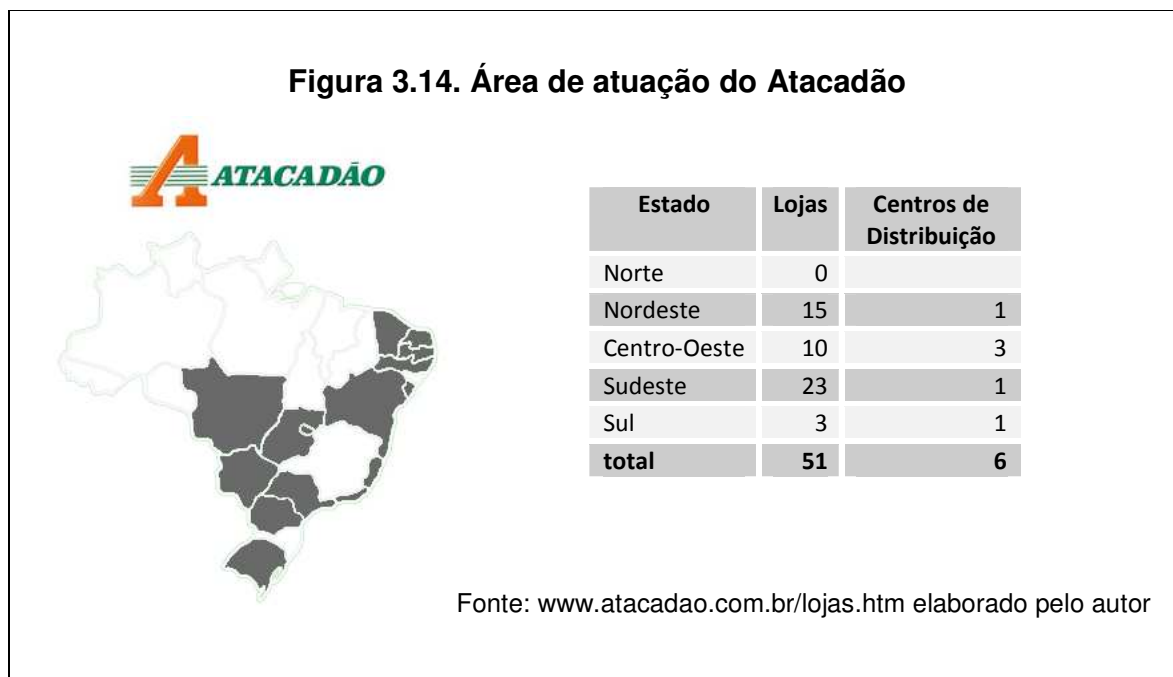 Figura 3.14. Área de atuação do Atacadão
ATACADÃO
Estado Lojas Centros de
Distribuição
Norte 0
Nordeste 15 1
Centro-Oeste 10 3
Sudeste 23 1
Sul 3 1
total 51 6
Fonte: www.atacadao.com.br/lojas.htm elaborado pelo autor